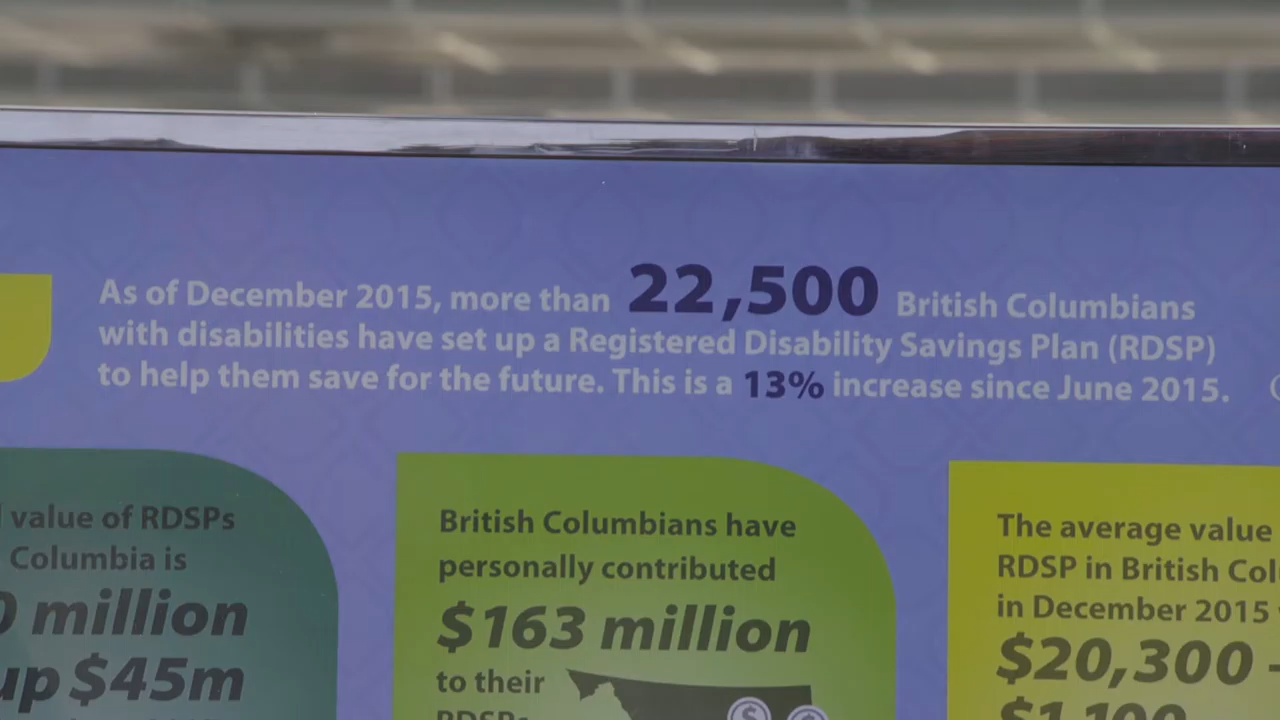 As of December 2015, more than 22,500 British Columbians
with disabilities have set up a Registered Disability Savings Plan (RDSP)
to help them save for the future. This is a 13% increase since June 2015.
value of RDSPs
Columbia is
million
up $45m
British Columbians have
personally contributed
$163 million
to their
RDSPs
The average value
RDSP in British
in December 2015
$20,300
$1,100